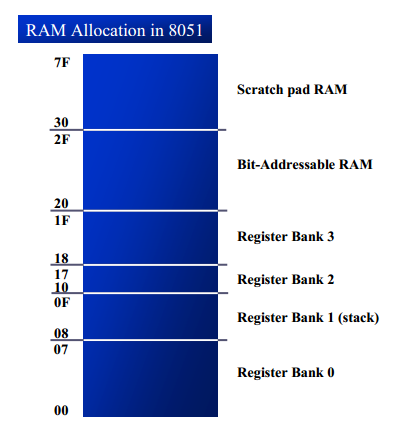 RAM Allocation in 8051
7F
Scratch pad RAM
30
2F
Bit-Addressable RAM
20
1F
Register Bank 3
18
17
Register Bank 2
10
0F
Register Bank 1 (stack)
08
07
Register Bank 0
00